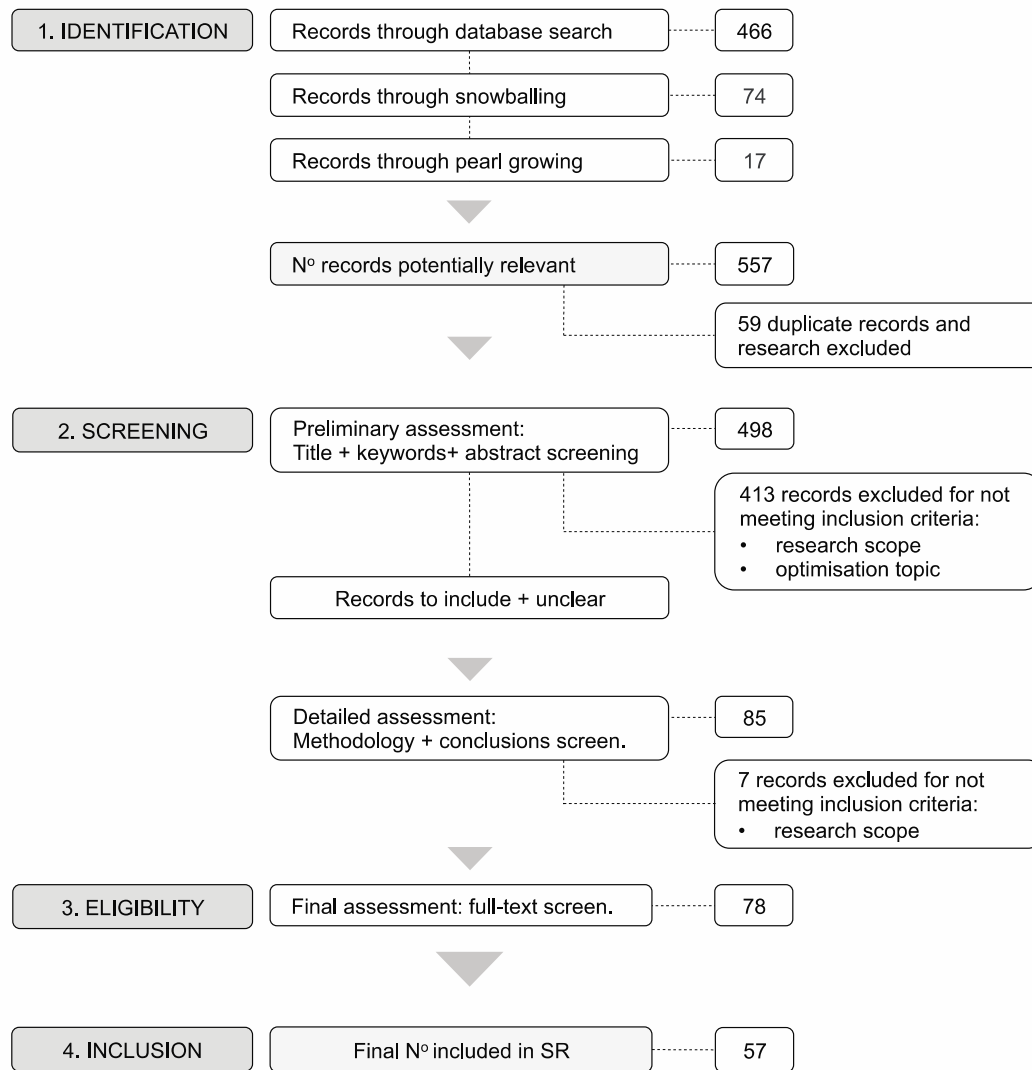 1. IDENTIFICATION
Records through database search
466
Records through snowballing
74
Records through pearl growing
17
Nº records potentially relevant
557
59 duplicate records and
research excluded
2. SCREENING
Preliminary assessment:
Title + keywords+ abstract screening
498
413 records excluded for not
meeting inclusion criteria:
• research scope
• optimisation topic
Records to include + unclear
Detailed assessment:
Methodology + conclusions screen.
85
7 records excluded for not
meeting inclusion criteria:
• research scope
3. ELIGIBILITY
Final assessment: full-text screen.
78
4. INCLUSION
Final Nº included in SR
57